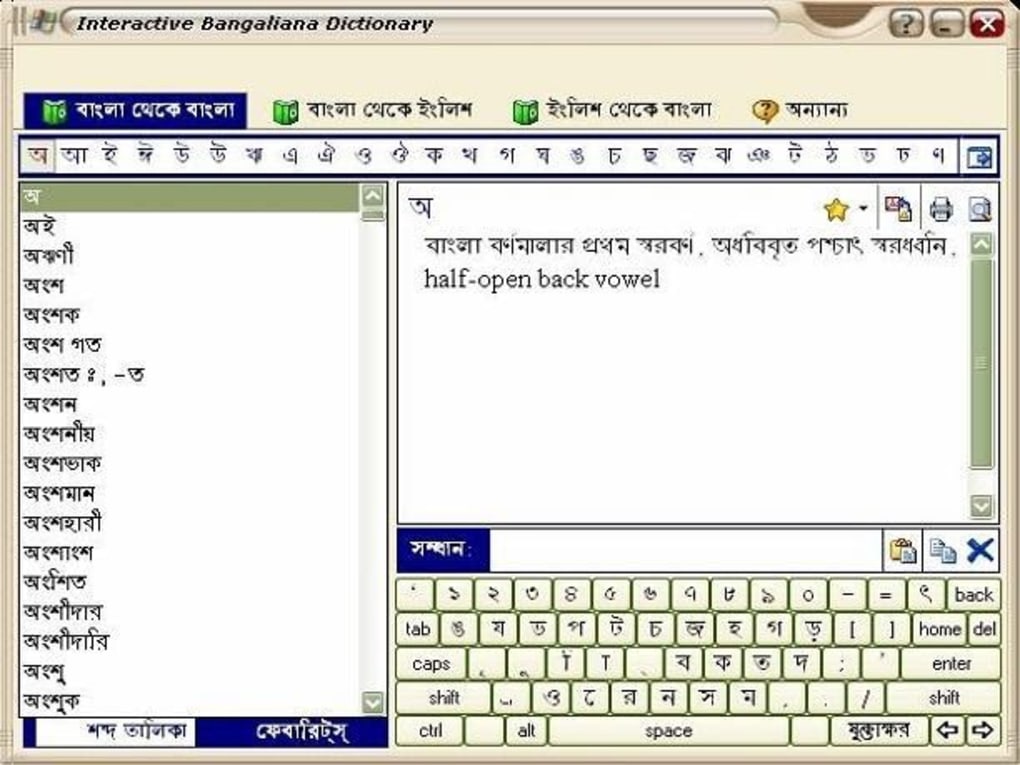 Interactive Bangaliana Dictionary
বাংলা থেকে বাংলা বাংলা থেকে ইংলিশ ইংলিশ থেকে বাংলা অন্যান্য
অ আ ই ঈ উ ঊ ঋ এ ঐ ও ঔ ক খ গ ঘ ঙ চ ছ জ ঝ ঞ ট ঠ ড ঢ ণ
অ
অই
অঋণী
অংশ
অংশক
অংশ গত
অংশত ঃ, –ত
অংশন
অংশনীয়
অংশভাক
অংশমান
অংশহারী
অংশাংশ
অংশিত
অংশীদার
অংশীদারি
অংশু
অংশুক
শব্দ তালিকা ফেবারিট্স্
অ
বাংলা বর্ণমালার প্রথম স্বরবর্ণ, অর্ধবিবৃত পশ্চাৎ স্বরধ্বনি,
half-open back vowel
সন্ধান:
‘ ১ ২ ৩ ৪ ৫ ৬ ৭ ৮ ৯ ০ – = ৎ back
tab ঙ য ড প ট চ জ হ গ ড় [ ] home del
caps ি া ব ক ত দ ; ’ enter
shift ও ে র ন স ম , . / shift
ctrl alt space যুক্তাক্ষর